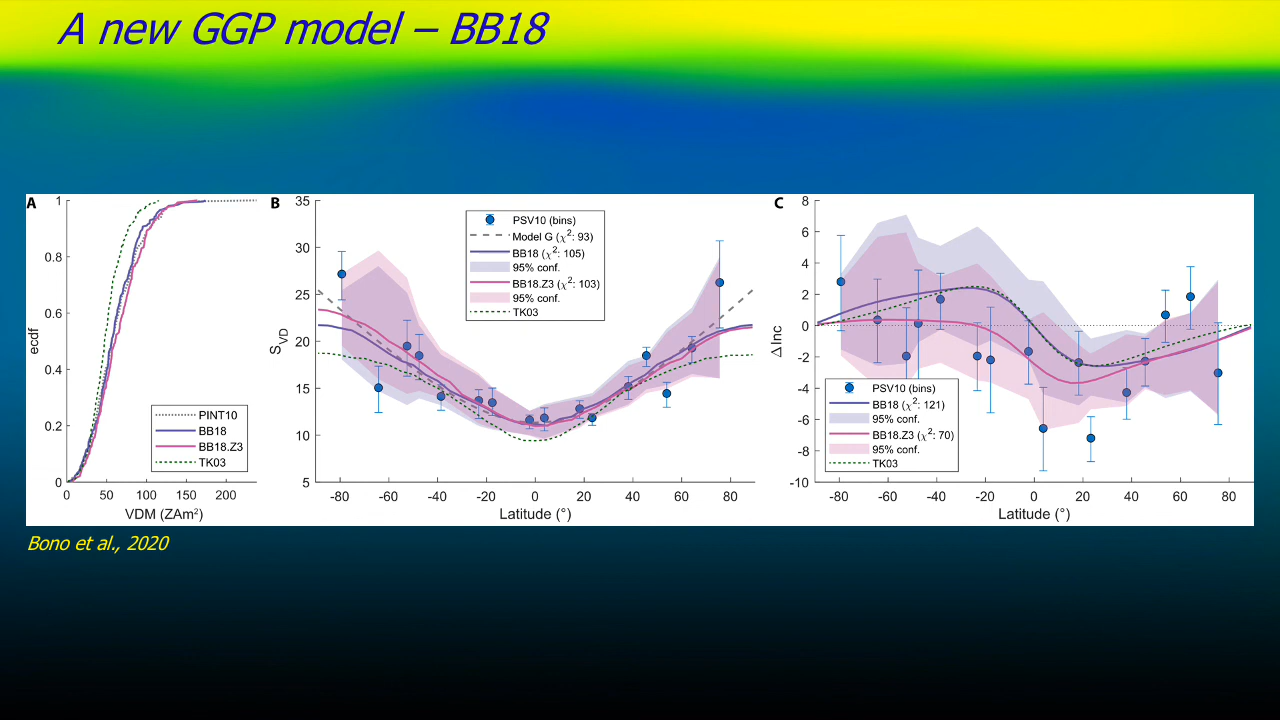 A new GGP model – BB18
A
ecdf
1
0.8
0.6
0.4
0.2
0
0 50 100 150 200
VDM (ZAm²)
PINT10
BB18
BB18.Z3
TK03
B
S_VD
35
30
25
20
15
10
5
-80 -60 -40 -20 0 20 40 60 80
Latitude (°)
PSV10 (bins)
Model G (χ²: 93)
BB18 (χ²: 105)
95% conf.
BB18.Z3 (χ²: 103)
95% conf.
TK03
C
Δ Inc
8
6
4
2
0
-2
-4
-6
-8
-10
-80 -60 -40 -20 0 20 40 60 80
Latitude (°)
PSV10 (bins)
BB18 (χ²: 121)
95% conf.
BB18.Z3 (χ²: 70)
95% conf.
TK03
Bono et al., 2020